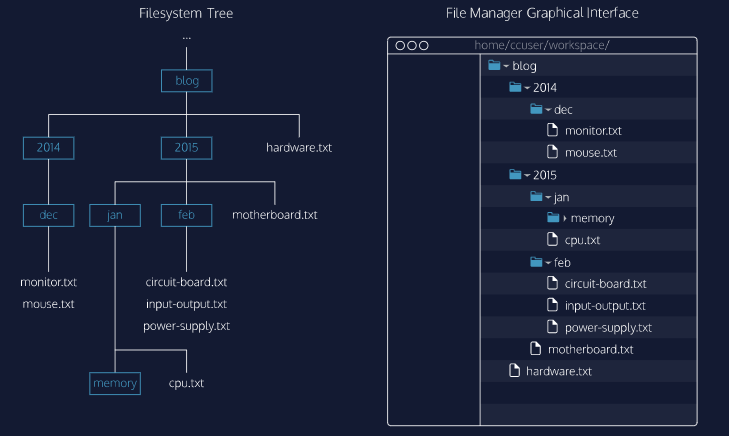 Filesystem Tree
...
blog
2014
2015
hardware.txt
dec
jan
feb
motherboard.txt
monitor.txt
mouse.txt
circuit-board.txt
input-output.txt
power-supply.txt
memory
cpu.txt
File Manager Graphical Interface
home/ccuser/workspace/
blog
2014
dec
monitor.txt
mouse.txt
2015
jan
memory
cpu.txt
feb
circuit-board.txt
input-output.txt
power-supply.txt
motherboard.txt
hardware.txt